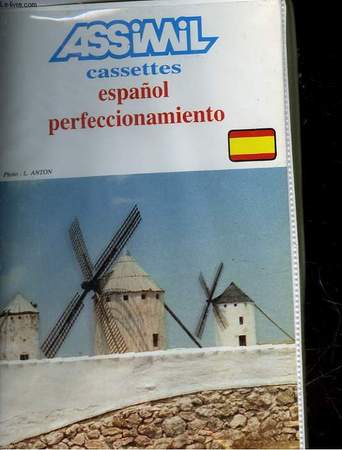 ASSiMiL
cassettes
español
perfeccionamiento
Photo : L. ANTON